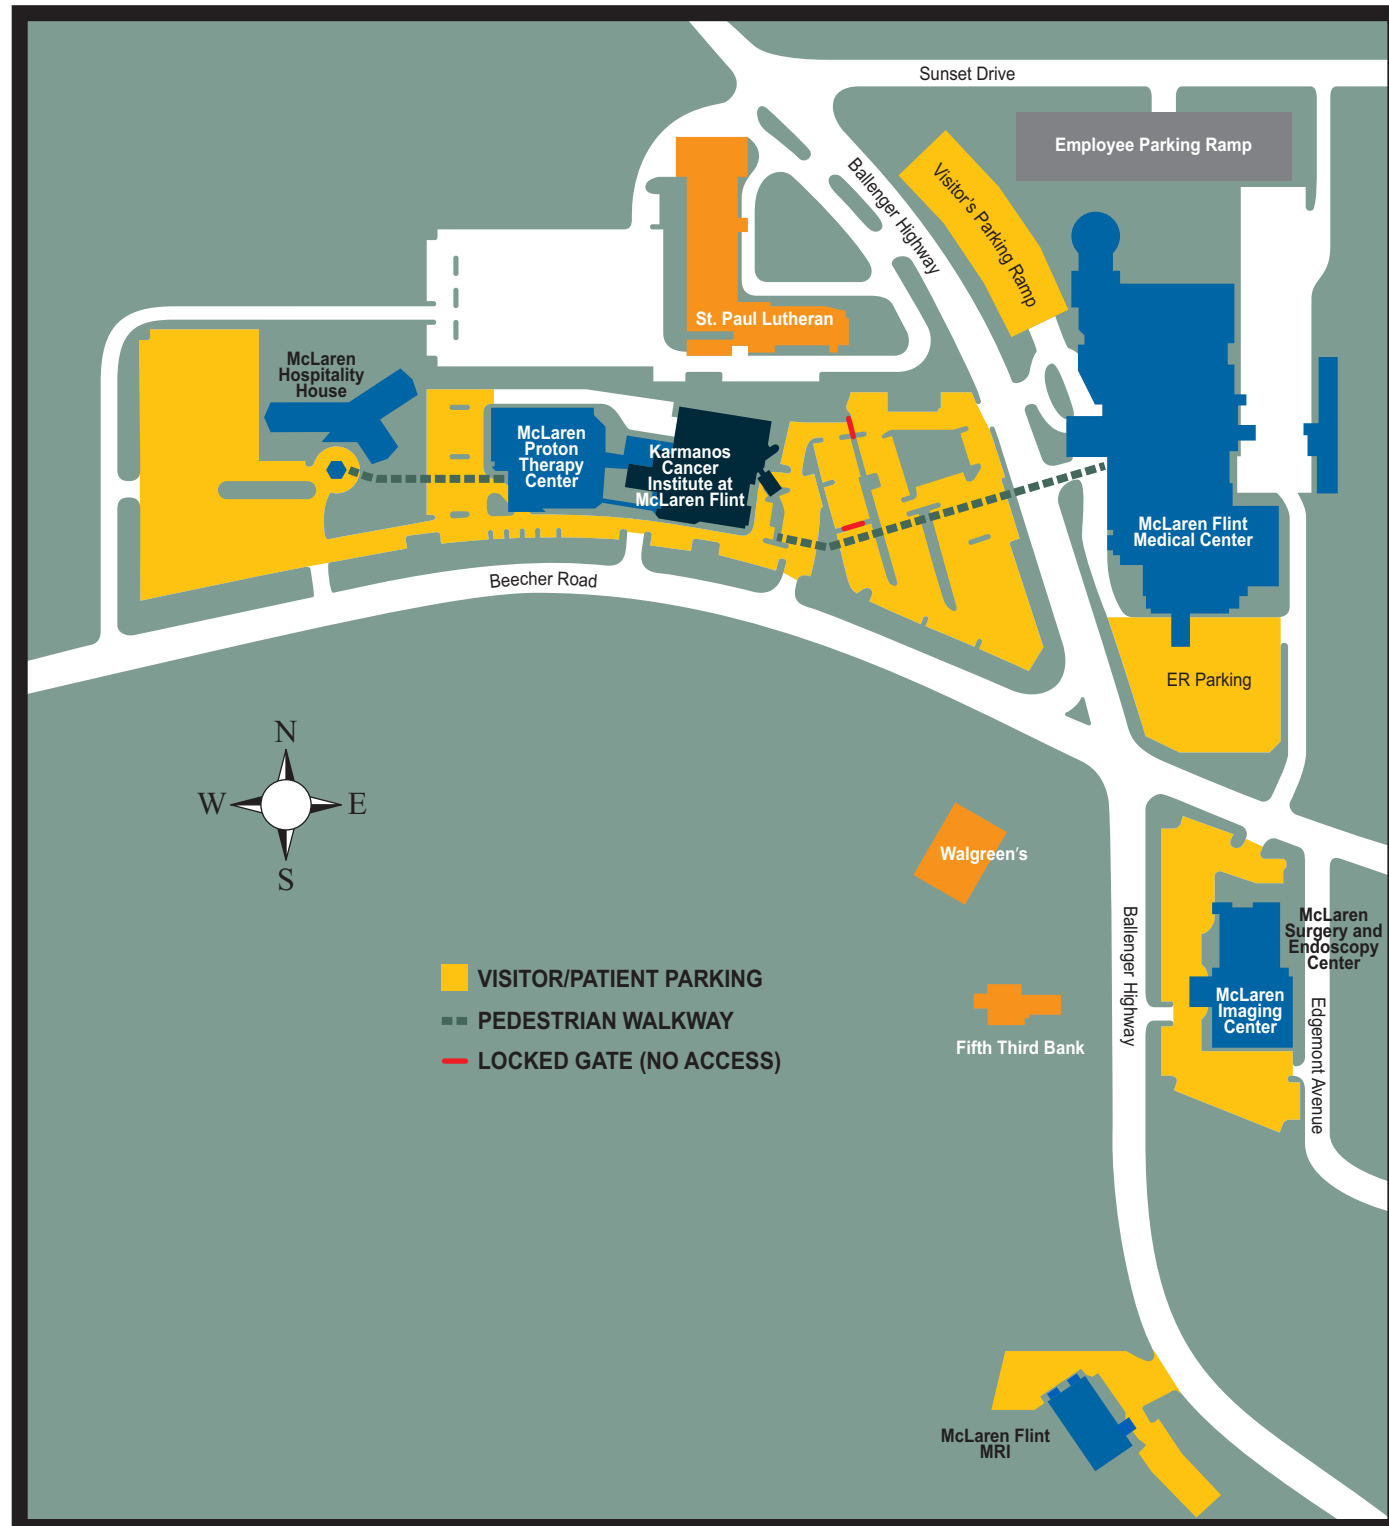 Sunset Drive
Employee Parking Ramp
Ballenger Highway
Visitor's Parking Ramp
St. Paul Lutheran
McLaren
Hospitality
House
McLaren
Proton
Therapy
Center
Karmanos
Cancer
Institute at
McLaren Flint
McLaren Flint
Medical Center
Beecher Road
ER Parking
N
W
E
S
Walgreen's
Ballenger Highway
McLaren
Surgery and
Endoscopy
Center
McLaren
Imaging
Center
Edgemont Avenue
VISITOR/PATIENT PARKING
PEDESTRIAN WALKWAY
LOCKED GATE (NO ACCESS)
Fifth Third Bank
McLaren Flint
MRI